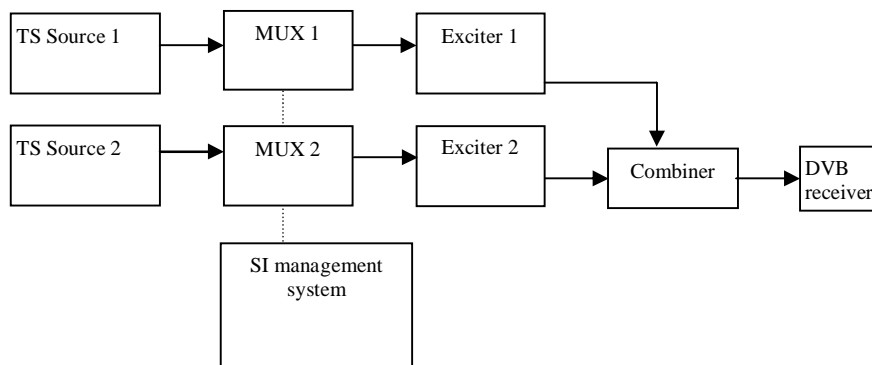 TS Source 1
MUX 1
Exciter 1
TS Source 2
MUX 2
Exciter 2
Combiner
DVB
receiver
SI management
system